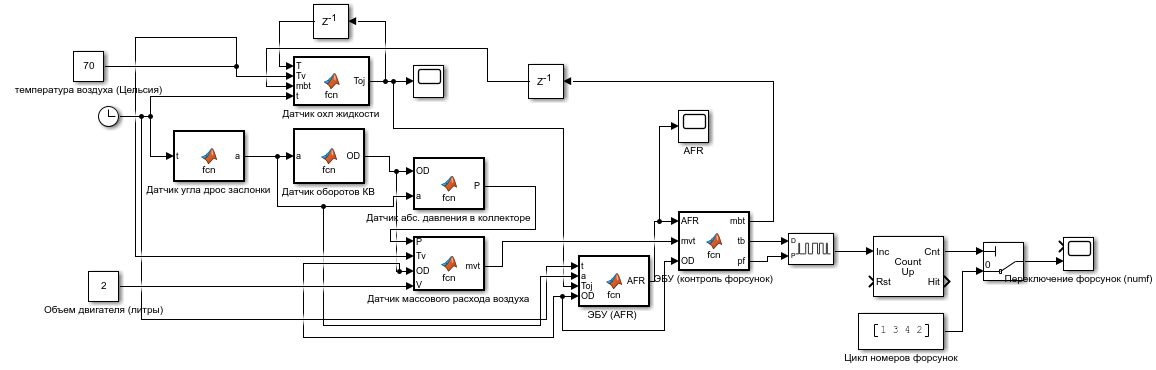 Z⁻¹
70
температура воздуха (Цельсия)
T
Tv
mbt
t
Toj
fcn
Датчик охл жидкости
Z⁻¹
t
a
fcn
Датчик угла дрос заслонки
a
OD
fcn
Датчик оборотов КВ
OD
a
P
fcn
Датчик абс. давления в коллекторе
AFR
P
Tv
OD
V
mvt
fcn
Датчик массового расхода воздуха
2
Объем двигателя (литры)
t
a
Toj
OD
AFR
fcn
ЭБУ (AFR)
AFR
mvt
OD
mbt
tb
pf
fcn
ЭБУ (контроль форсунок)
D
P
Inc
Rst
Count
Up
Cnt
Hit
0
Переключение форсунок (numf)
[ 1 3 4 2 ]
Цикл номеров форсунок